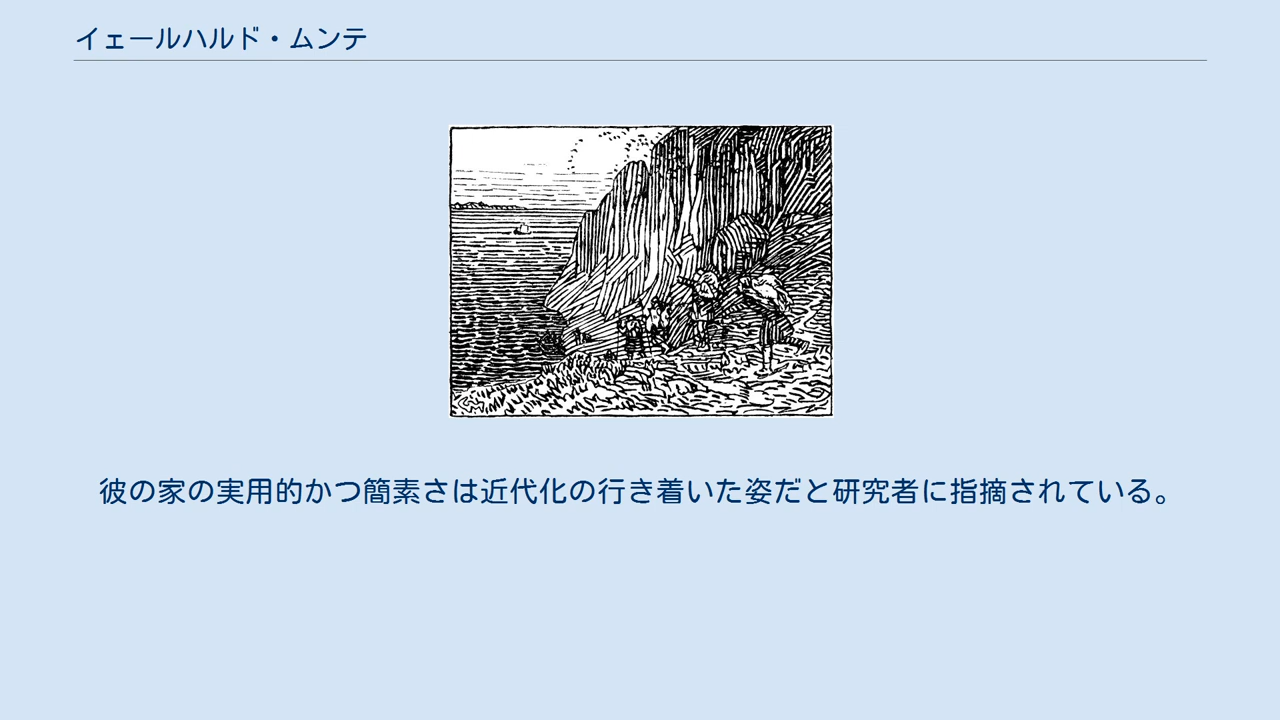 イェールハルド・ムンテ
彼の家の実用的かつ簡素さは近代化の行き着いた姿だと研究者に指摘されている。